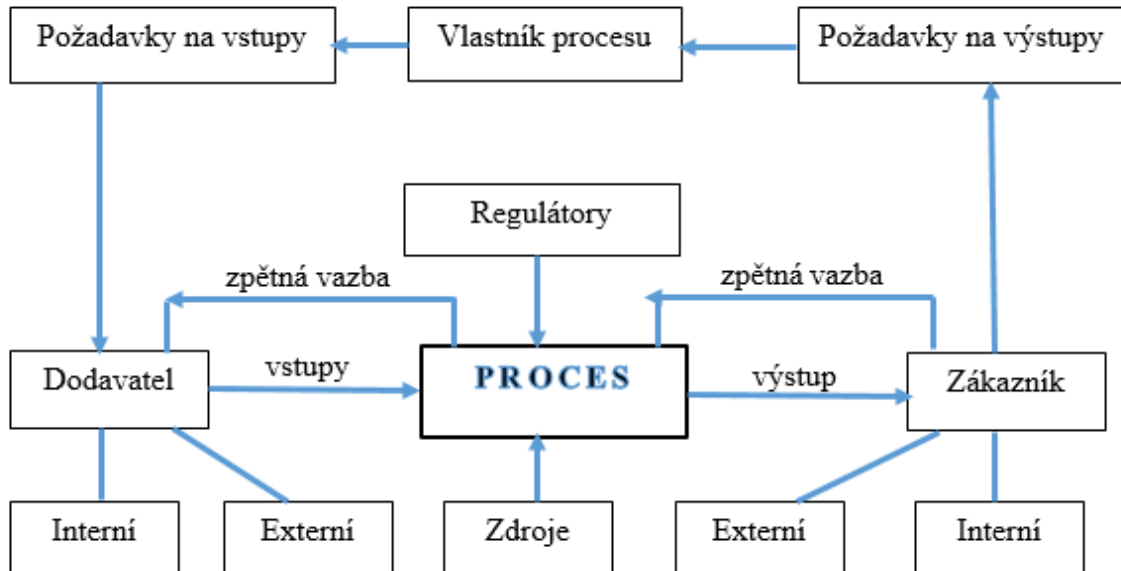 Požadavky na vstupy
Vlastník procesu
Požadavky na výstupy
Regulátory
zpětná vazba
zpětná vazba
Dodavatel
vstupy
PROCES
výstup
Zákazník
Interní
Externí
Zdroje
Externí
Interní